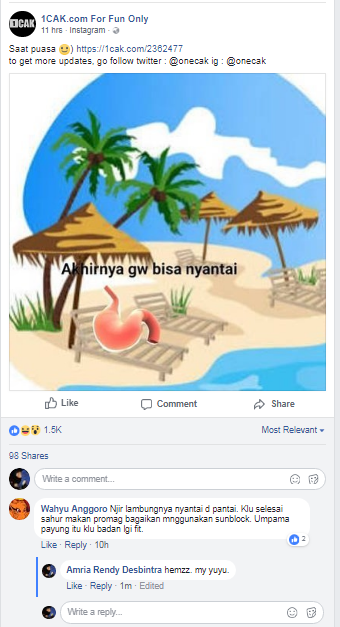 1CAK.com For Fun Only
11 hrs · Instagram ·
Saat puasa 😉) https://1cak.com/2362477
to get more updates, go follow twitter : @onecak ig : @onecak
Akhirnya gw bisa nyantai
Like Comment Share
1.5K Most Relevant
98 Shares
Write a comment...
Wahyu Anggoro Njir lambungnya nyantai d pantai. Klu selesai
sahur makan promag bagaikan mnggunakan sunblock. Umpama
payung itu klu badan lgi fit.
2
Like · Reply · 10h
Amria Rendy Desbintra hemzz. my yuyu.
Like · Reply · 1m · Edited
Write a reply...